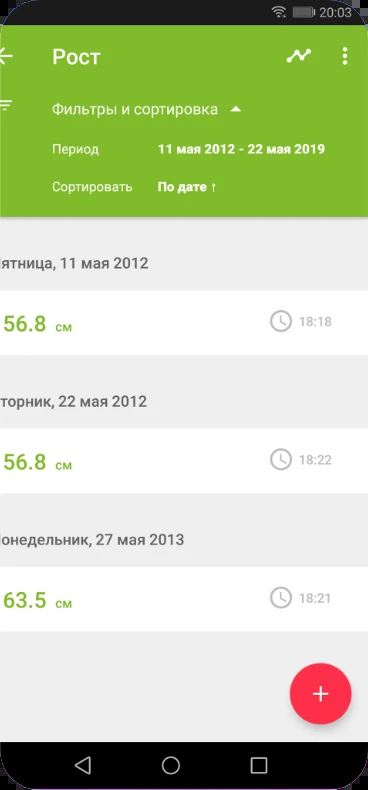 20:03
Рост
Фильтры и сортировка
Период 11 мая 2012 - 22 мая 2019
Сортировать По дате ↑
ятница, 11 мая 2012
56.8 см 18:18
торник, 22 мая 2012
56.8 см 18:22
онедельник, 27 мая 2013
63.5 см 18:21